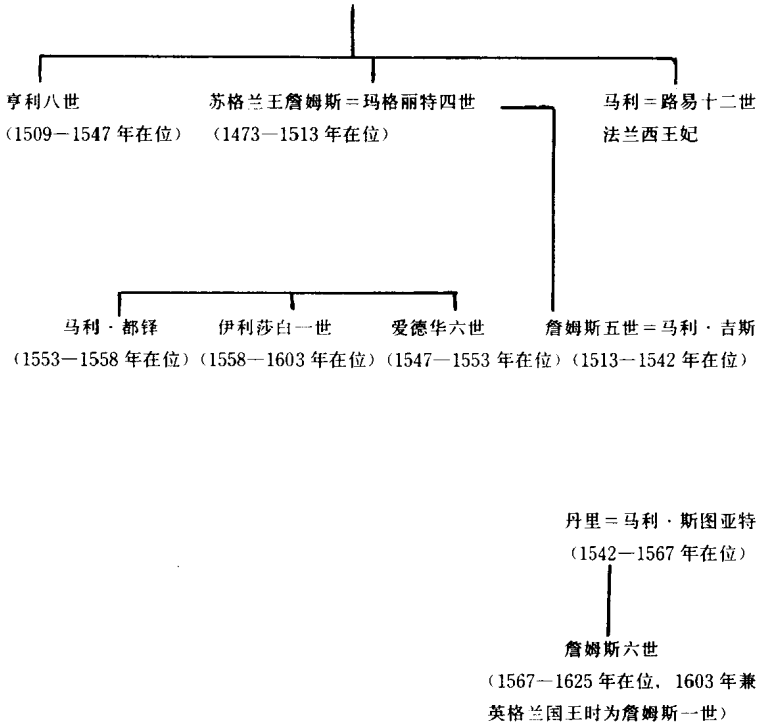 亨利八世 苏格兰王詹姆斯=玛格丽特四世 马利=路易十二世
(1509—1547 年在位) (1473—1513 年在位) 法兰西王妃
马利·都铎 伊利莎白一世 爱德华六世 詹姆斯五世=马利·吉斯
(1553—1558 年在位) (1558—1603 年在位) (1547—1553 年在位) (1513—1542 年在位)
丹里=马利·斯图亚特
(1542—1567 年在位)
詹姆斯六世
(1567—1625 年在位, 1603 年兼
英格兰国王时为詹姆斯一世)